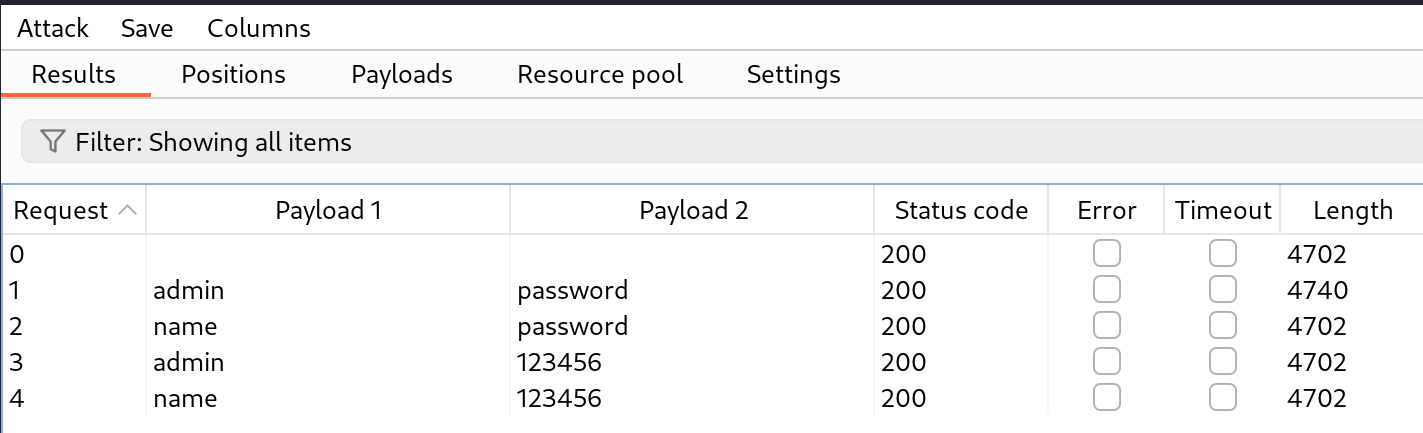 Attack Save Columns
Results Positions Payloads Resource pool Settings
Filter: Showing all items
Request Payload 1 Payload 2 Status code Error Timeout Length
0 200 4702
1 admin password 200 4740
2 name password 200 4702
3 admin 123456 200 4702
4 name 123456 200 4702